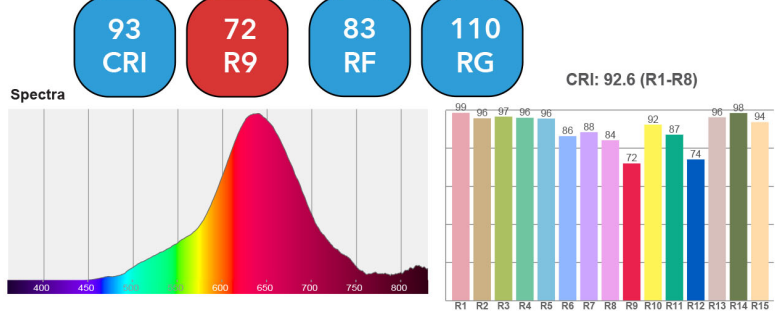 93
CRI
72
R9
83
RF
110
RG
Spectra
400 450 500 550 600 650 700 750 800
CRI: 92.6 (R1-R8)
99 96 97 96 96 86 88 84 72 92 87 74 96 98 94
R1 R2 R3 R4 R5 R6 R7 R8 R9 R10 R11 R12 R13 R14 R15